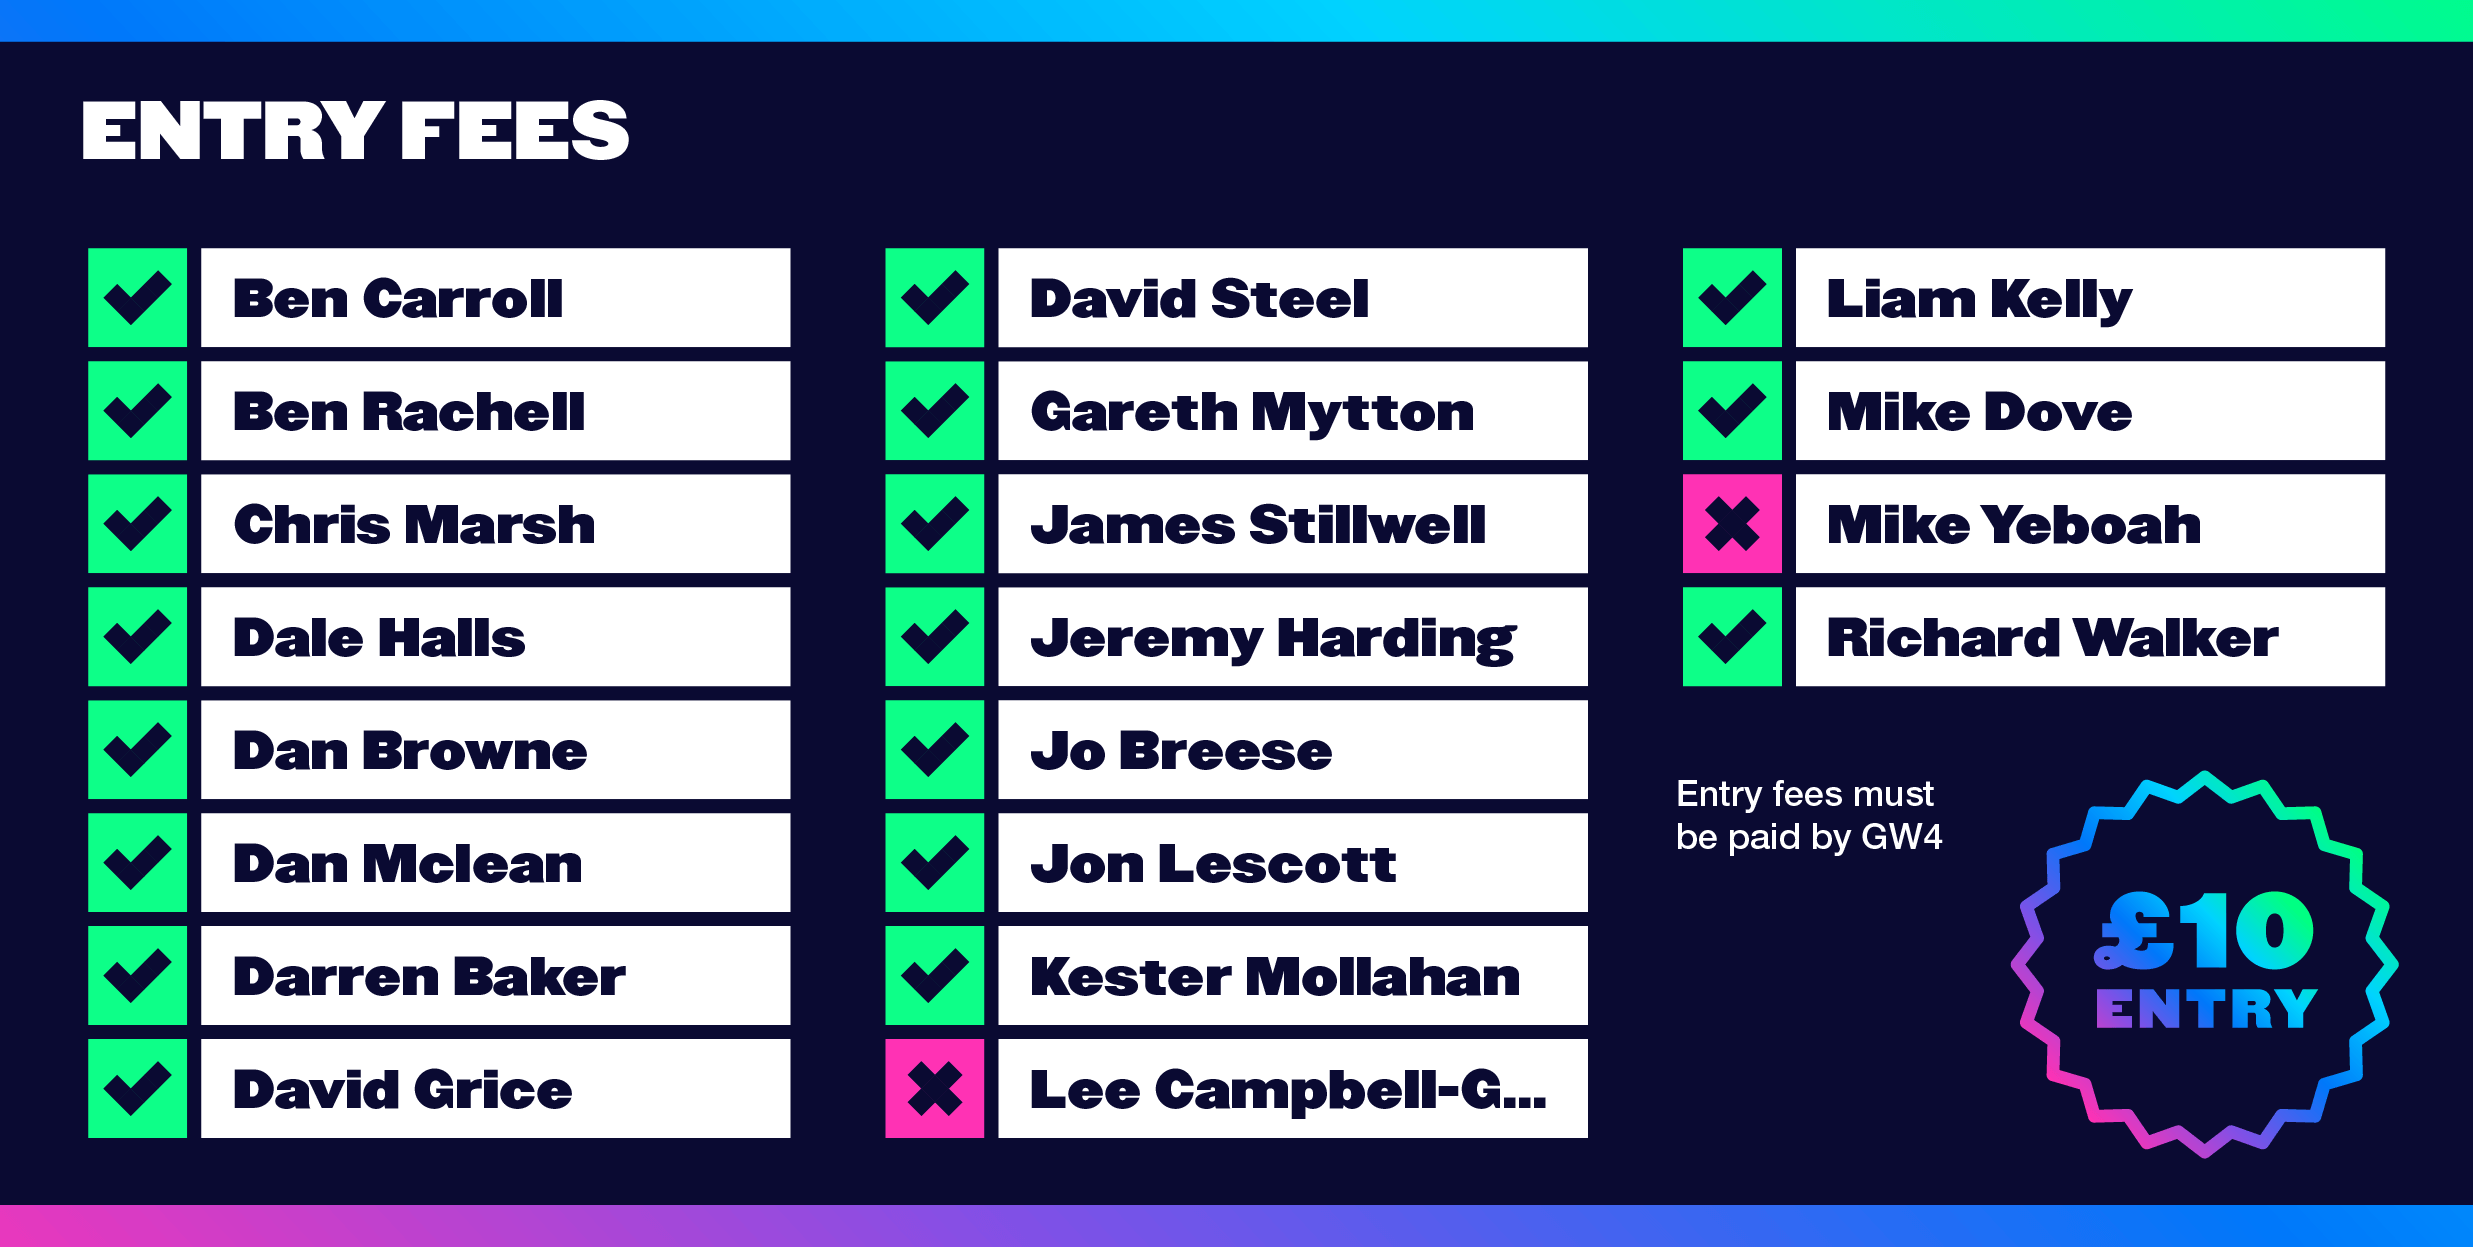 ENTRY FEES
Ben Carroll
Ben Rachell
Chris Marsh
Dale Halls
Dan Browne
Dan Mclean
Darren Baker
David Grice
David Steel
Gareth Mytton
James Stillwell
Jeremy Harding
Jo Breese
Jon Lescott
Kester Mollahan
Lee Campbell-G...
Liam Kelly
Mike Dove
Mike Yeboah
Richard Walker
Entry fees must
be paid by GW4
£10
ENTRY